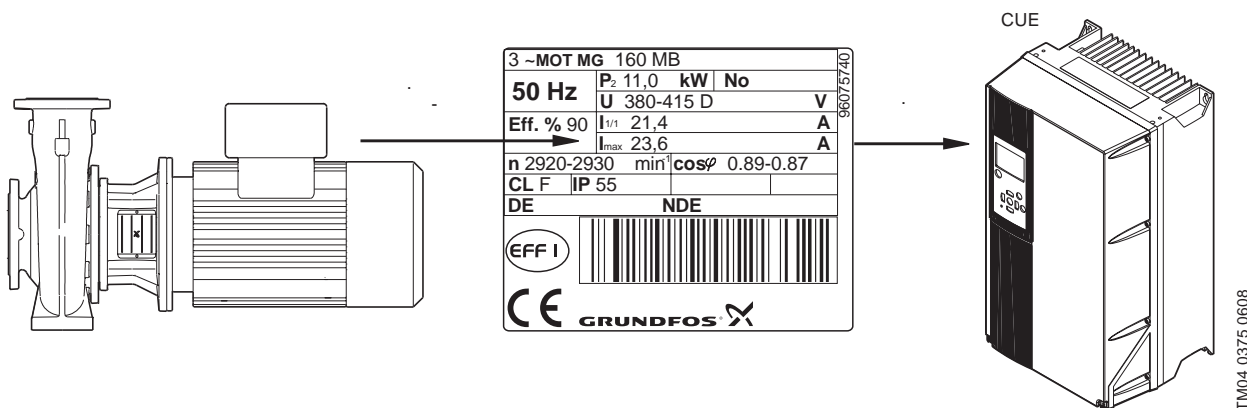 CUE
3 ~MOT MG 160 MB
96075740
50 Hz
P2 11,0 kW No
U 380-415 D V
Eff. % 90
I1/1 21,4 A
Imax 23,6 A
n 2920-2930 min1 cosφ 0.89-0.87
CL F IP 55
DE NDE
EFF 1
CE GRUNDFOS
TM04 0375 0608